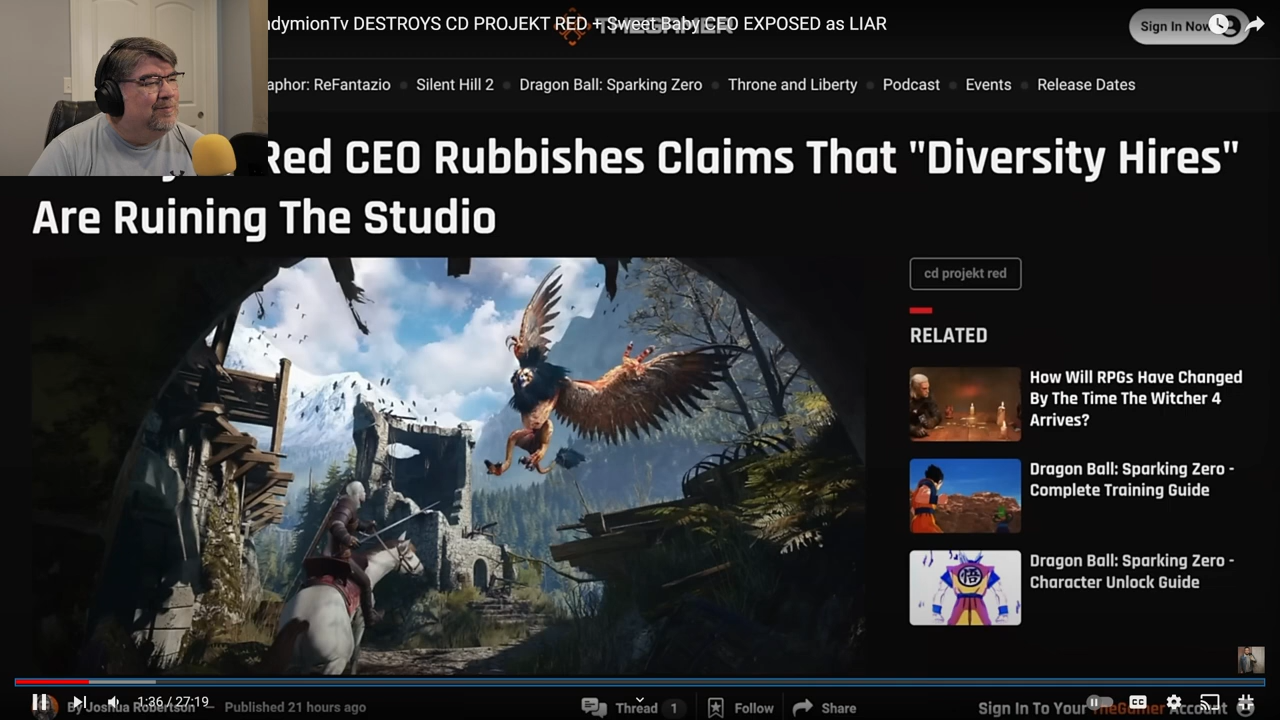 ndymionTv DESTROYS CD PROJEKT RED + Sweet Baby CEO EXPOSED as LIAR
THEGAMER
Sign In Now
aphor: ReFantazio
Silent Hill 2
Dragon Ball: Sparking Zero
Throne and Liberty
Podcast
Events
Release Dates
Red CEO Rubbishes Claims That "Diversity Hires"
Are Ruining The Studio
cd projekt red
RELATED
How Will RPGs Have Changed
By The Time The Witcher 4
Arrives?
Dragon Ball: Sparking Zero -
Complete Training Guide
Dragon Ball: Sparking Zero -
Character Unlock Guide
悟
1:36 / 27:19
By Joshua Robertson
Published 21 hours ago
Thread 1
Follow
Share
CC
Sign In To Your TheGamer Account